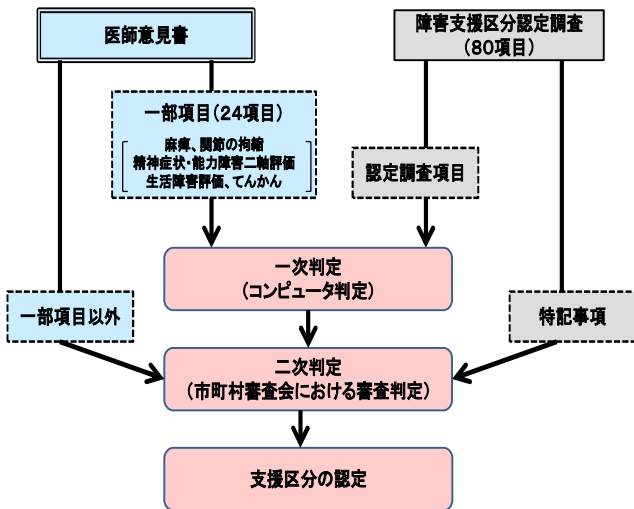 医師意見書
障害支援区分認定調査
(80項目)
一部項目(24項目)
麻痺、関節の拘縮
精神症状・能力障害二軸評価
生活障害評価、てんかん
認定調査項目
一次判定
(コンピュータ判定)
一部項目以外
特記事項
二次判定
(市町村審査会における審査判定)
支援区分の認定